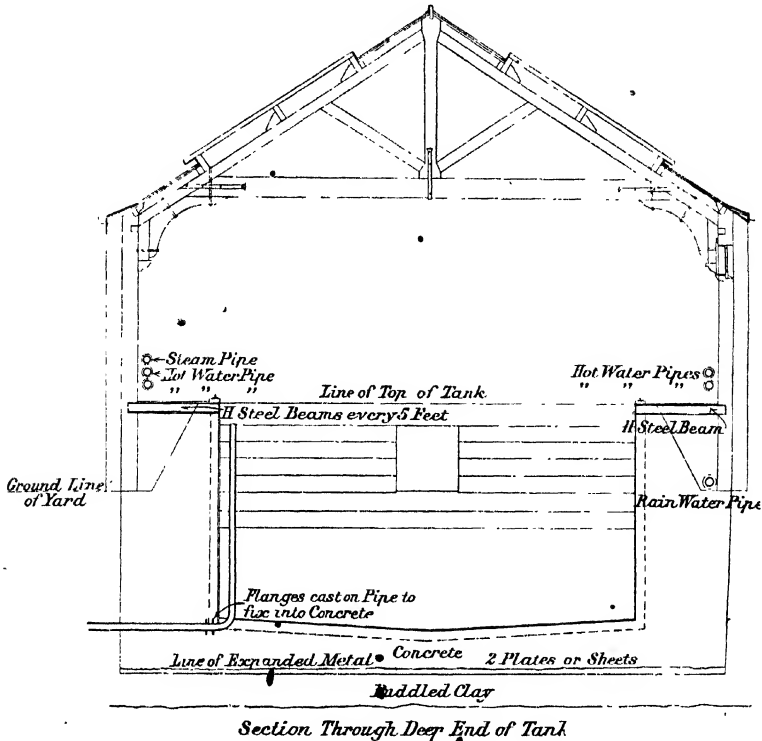 Steam Pipe
Hot Water Pipe
" " "
Hot Water Pipes
" " "
Line of Top of Tank
H Steel Beams every 5 Feet
H Steel Beam
Ground Line
of Yard
Rain Water Pipe
Flanges cast on Pipe to
fix into Concrete
Concrete
Line of Expanded Metal 2 Plates or Sheets
Puddled Clay
Section Through Deep End of Tank